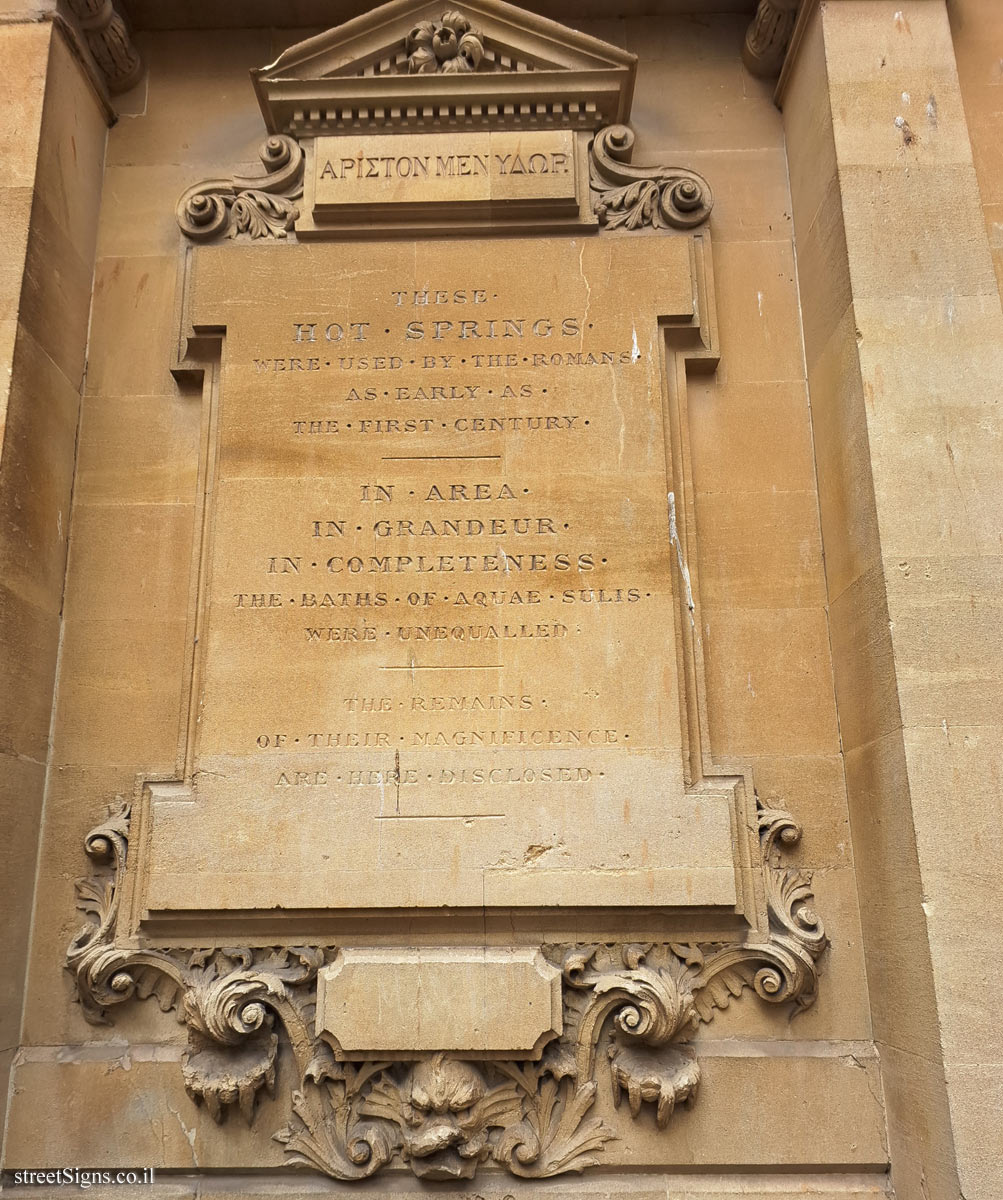 ΑΡΙΣΤΟΝ ΜΕΝ ΥΔΩΡ
THESE·
HOT · SPRINGS·
WERE · USED · BY · THE · ROMANS·
AS · EARLY · AS·
THE · FIRST · CENTURY·
IN · AREA·
IN · GRANDEUR·
IN · COMPLETENESS·
THE · BATHS · OF · AQUAE · SULIS·
WERE · UNEQUALLED·
THE · REMAINS·
OF · THEIR · MAGNIFICENCE·
ARE · HERE · DISCLOSED·
streetSigns.co.il